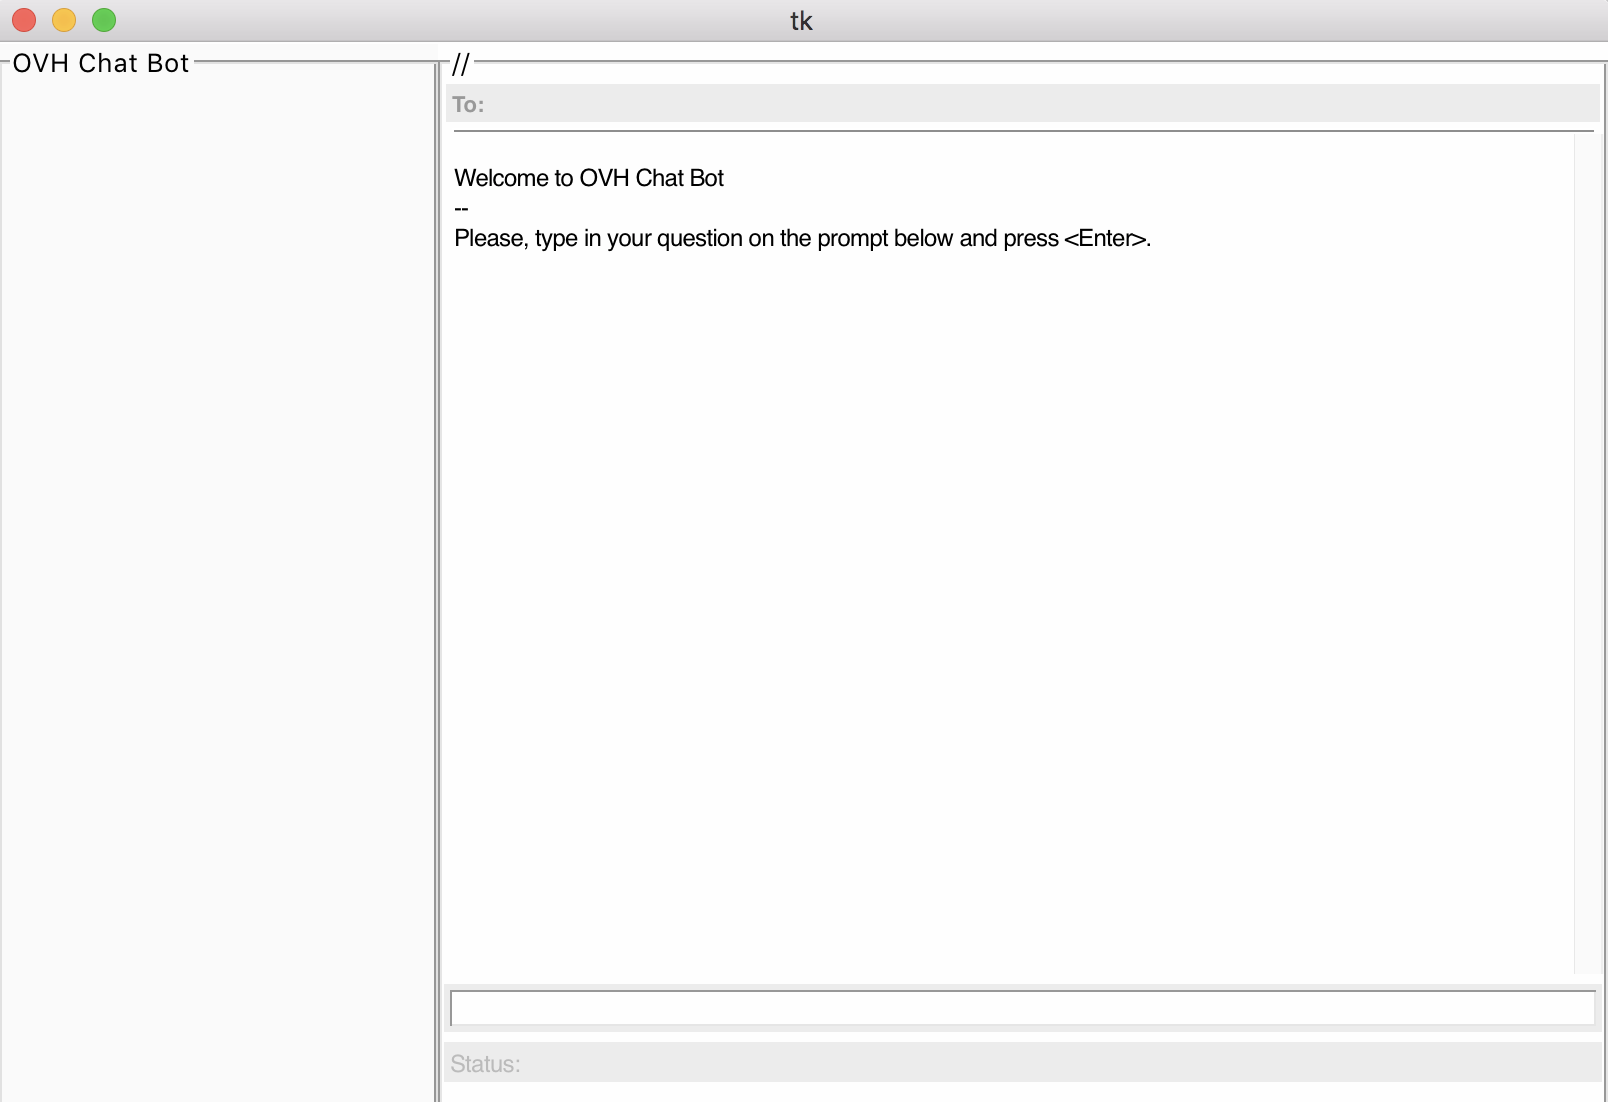 tk
OVH Chat Bot
//
To:
Welcome to OVH Chat Bot
--
Please, type in your question on the prompt below and press <Enter>.
Status: